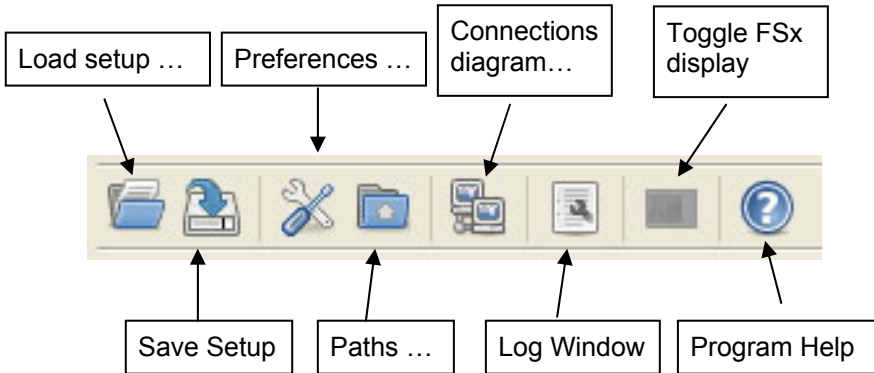 Load setup …
Preferences …
Connections
diagram…
Toggle FSx
display
Save Setup
Paths …
Log Window
Program Help